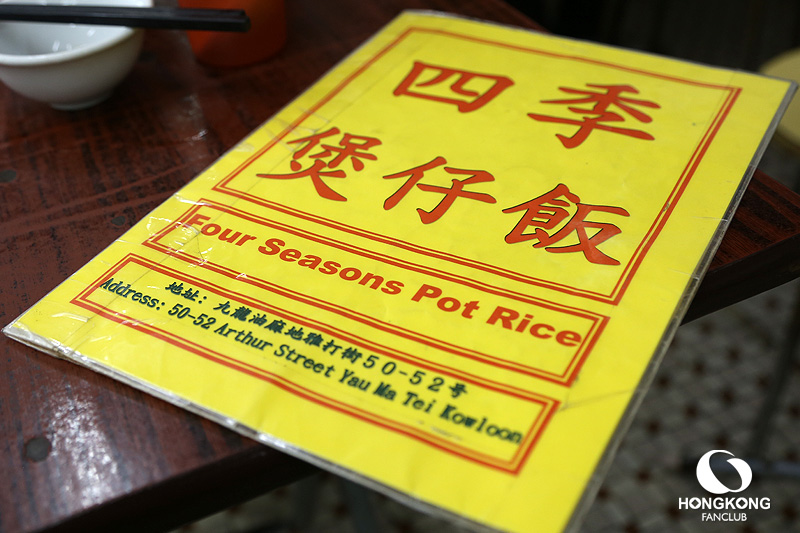 四季
煲仔飯
Four Seasons Pot Rice
地址：九龍油麻地雅打街５０-５２号
Address: 50-52 Arthur Street Yau Ma Tei Kowloon
HONGKONG
FANCLUB